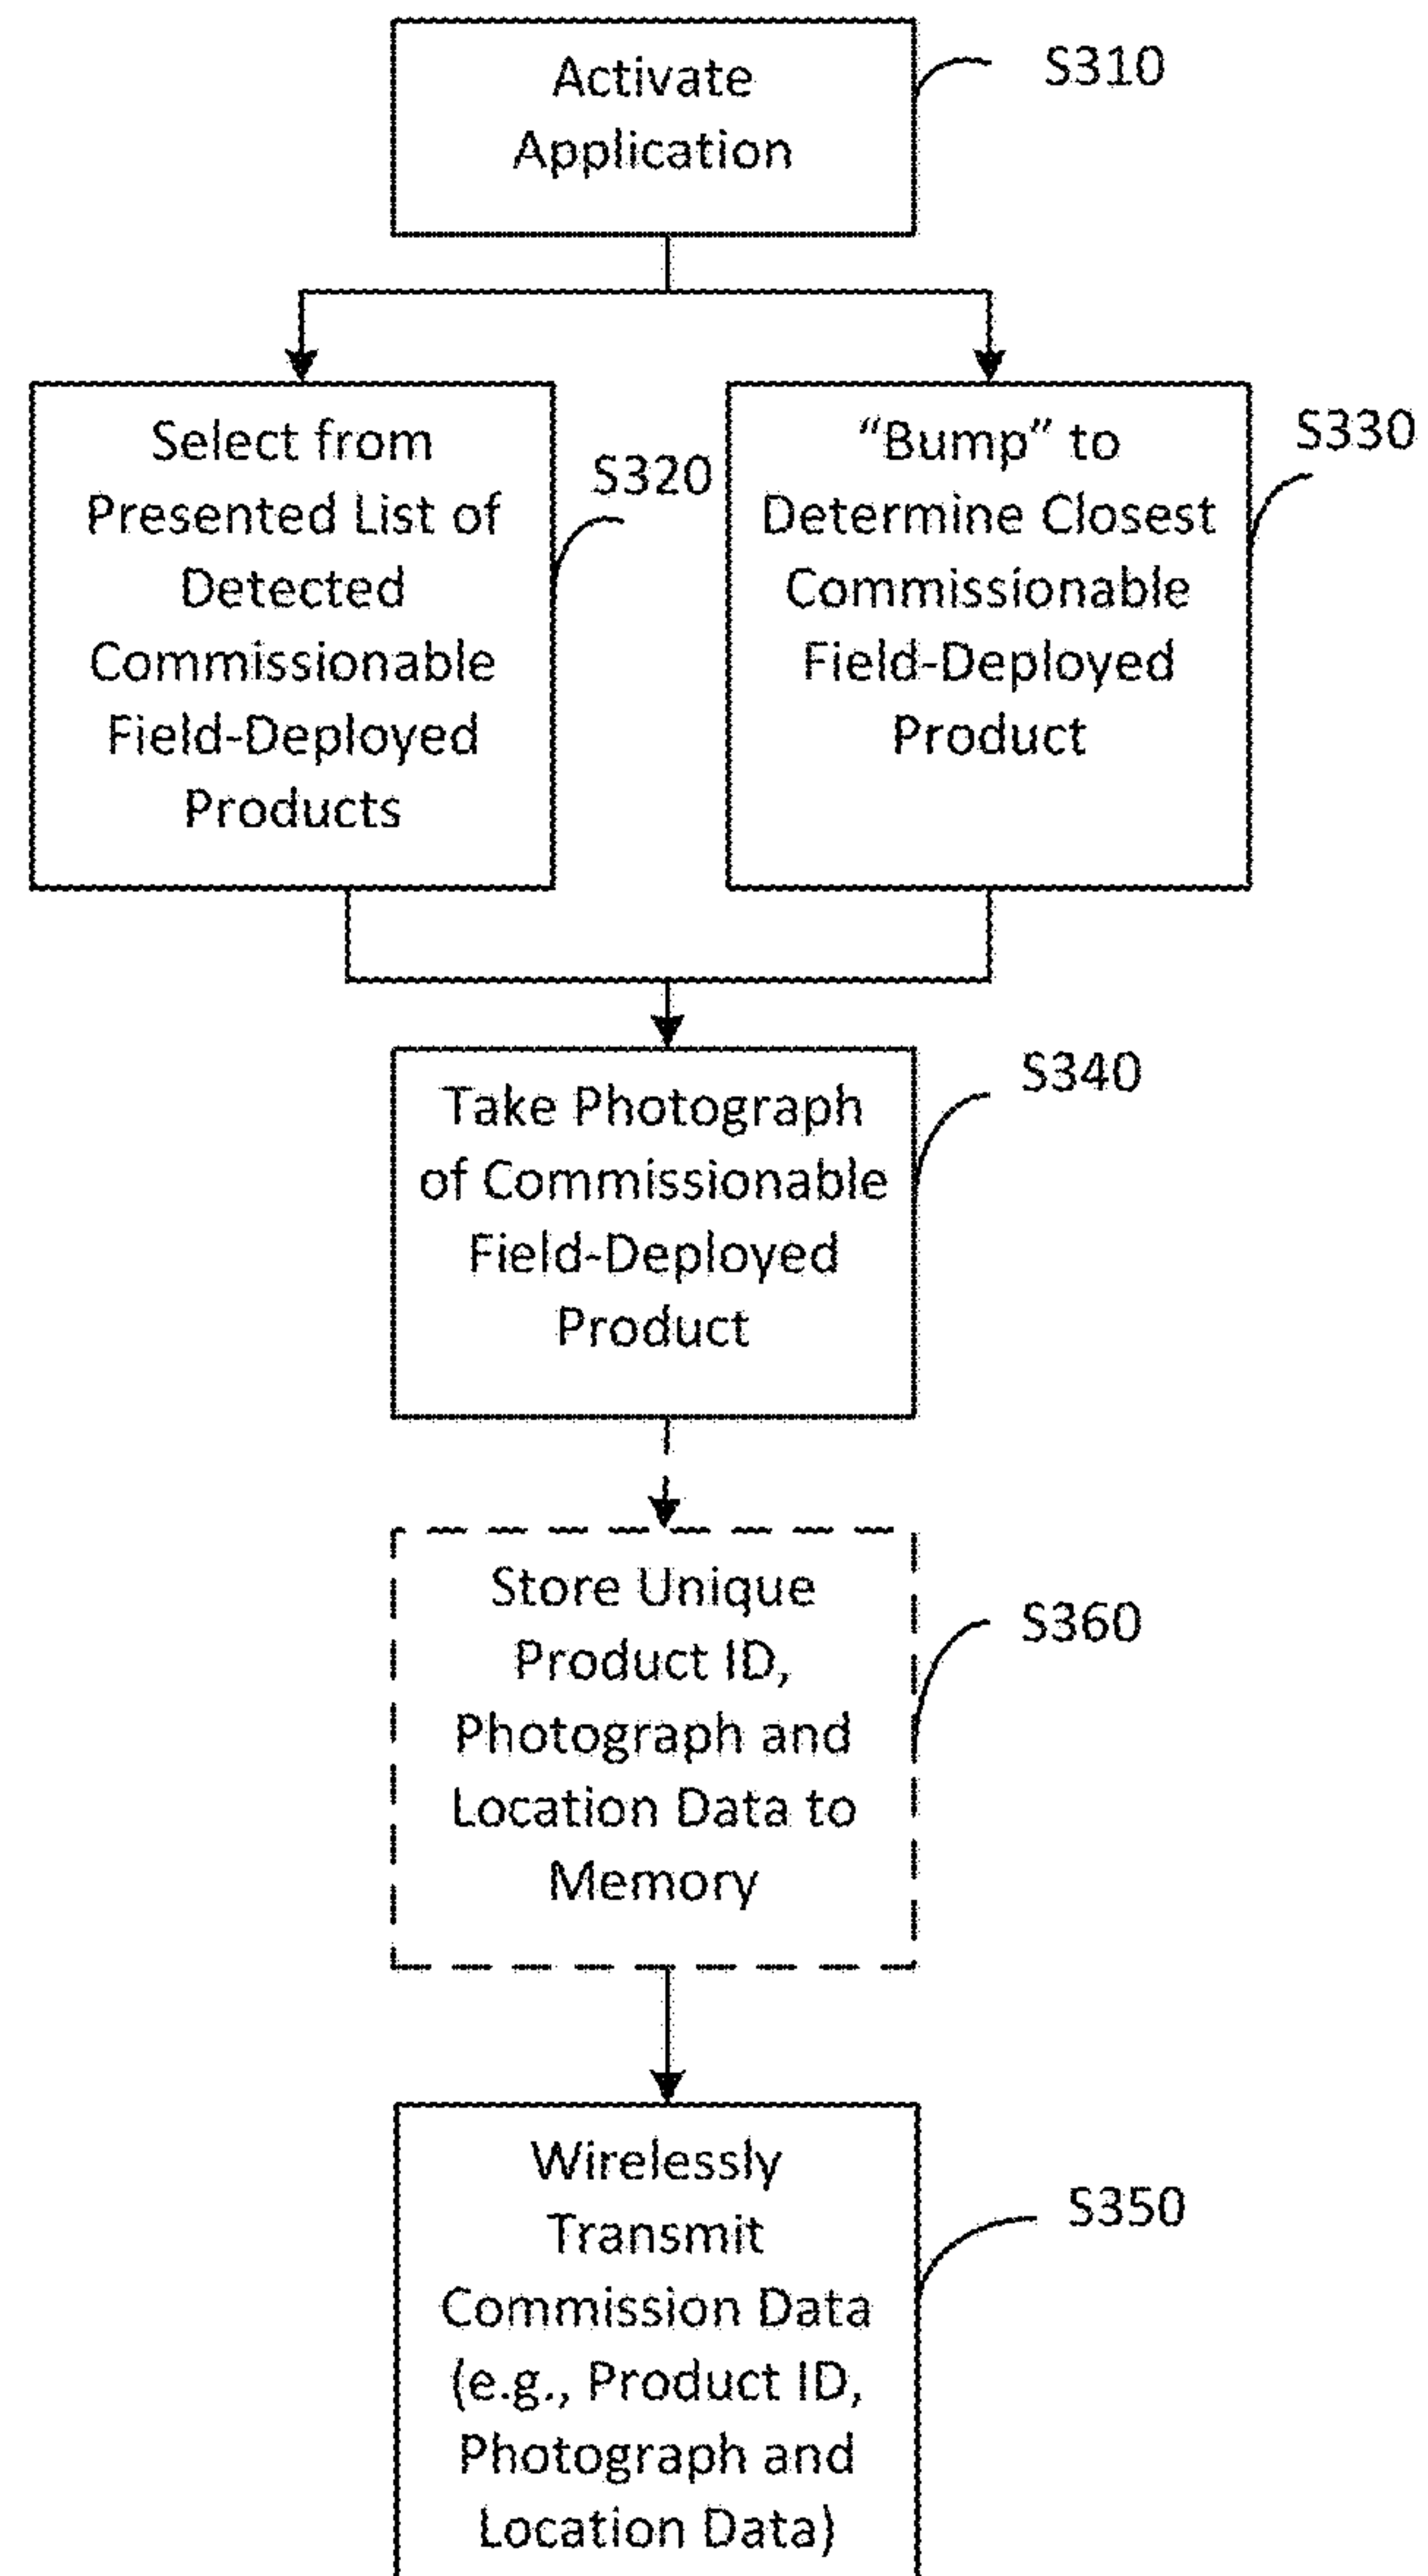 Activate
Application
S310
Select from
Presented List of
Detected
Commissionable
Field-Deployed
Products
S320
“Bump” to
Determine Closest
Commissionable
Field-Deployed
Product
S330
Take Photograph
of Commissionable
Field-Deployed
Product
S340
Store Unique
Product ID,
Photograph and
Location Data to
Memory
S360
Wirelessly
Transmit
Commission Data
(e.g., Product ID,
Photograph and
Location Data)
S350